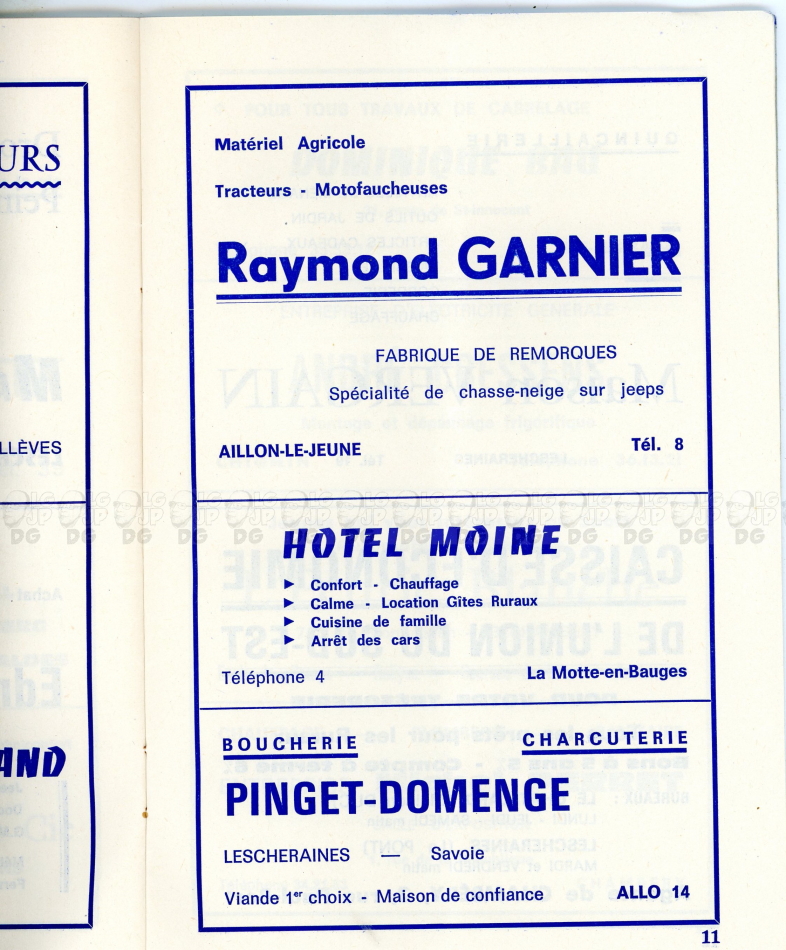 URS
LLÈVES
AND
Matériel Agricole
Tracteurs - Motofaucheuses
Raymond GARNIER
FABRIQUE DE REMORQUES
Spécialité de chasse-neige sur jeeps
AILLON-LE-JEUNE Tél. 8
HOTEL MOINE
► Confort - Chauffage
► Calme - Location Gîtes Ruraux
► Cuisine de famille
► Arrêt des cars
Téléphone 4 La Motte-en-Bauges
BOUCHERIE CHARCUTERIE
PINGET-DOMENGE
LESCHERAINES — Savoie
Viande 1er choix - Maison de confiance ALLO 14
11